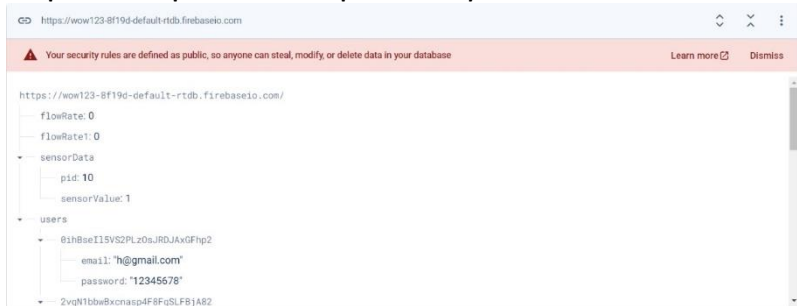 https://wow123-8f19d-default-rtdb.firebaseio.com
Your security rules are defined as public, so anyone can steal, modify, or delete data in your database Learn more Dismiss
https://wow123-8f19d-default-rtdb.firebaseio.com/
flowRate: 0
flowRate1: 0
sensorData
pid: 10
sensorValue: 1
users
0ihBseIl5VS2PLzOsJRDJAxGFhp2
email: "h@gmail.com"
password: "12345678"
2vgN1bbwBxcnasp4F8FqSLFBjA82